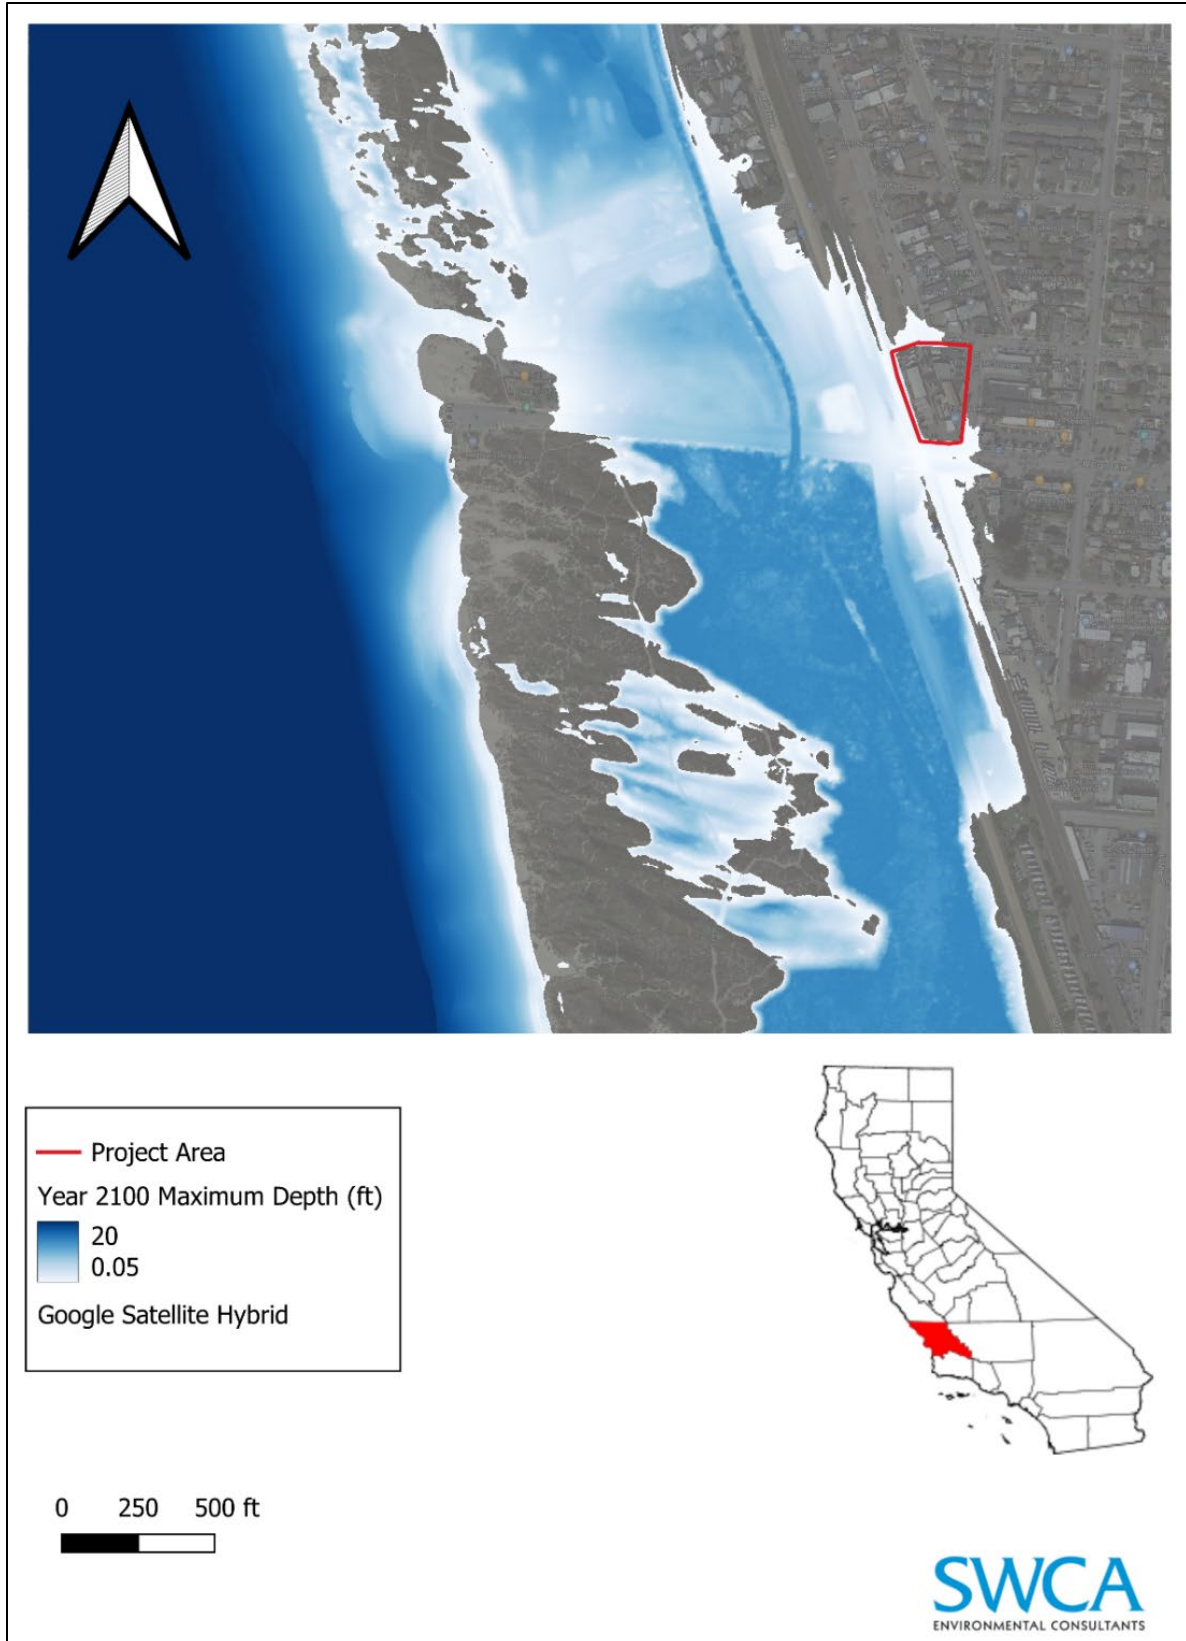 Project Area
Year 2100 Maximum Depth (ft)
20
0.05
Google Satellite Hybrid
0 250 500 ft
SWCA
ENVIRONMENTAL CONSULTANTS